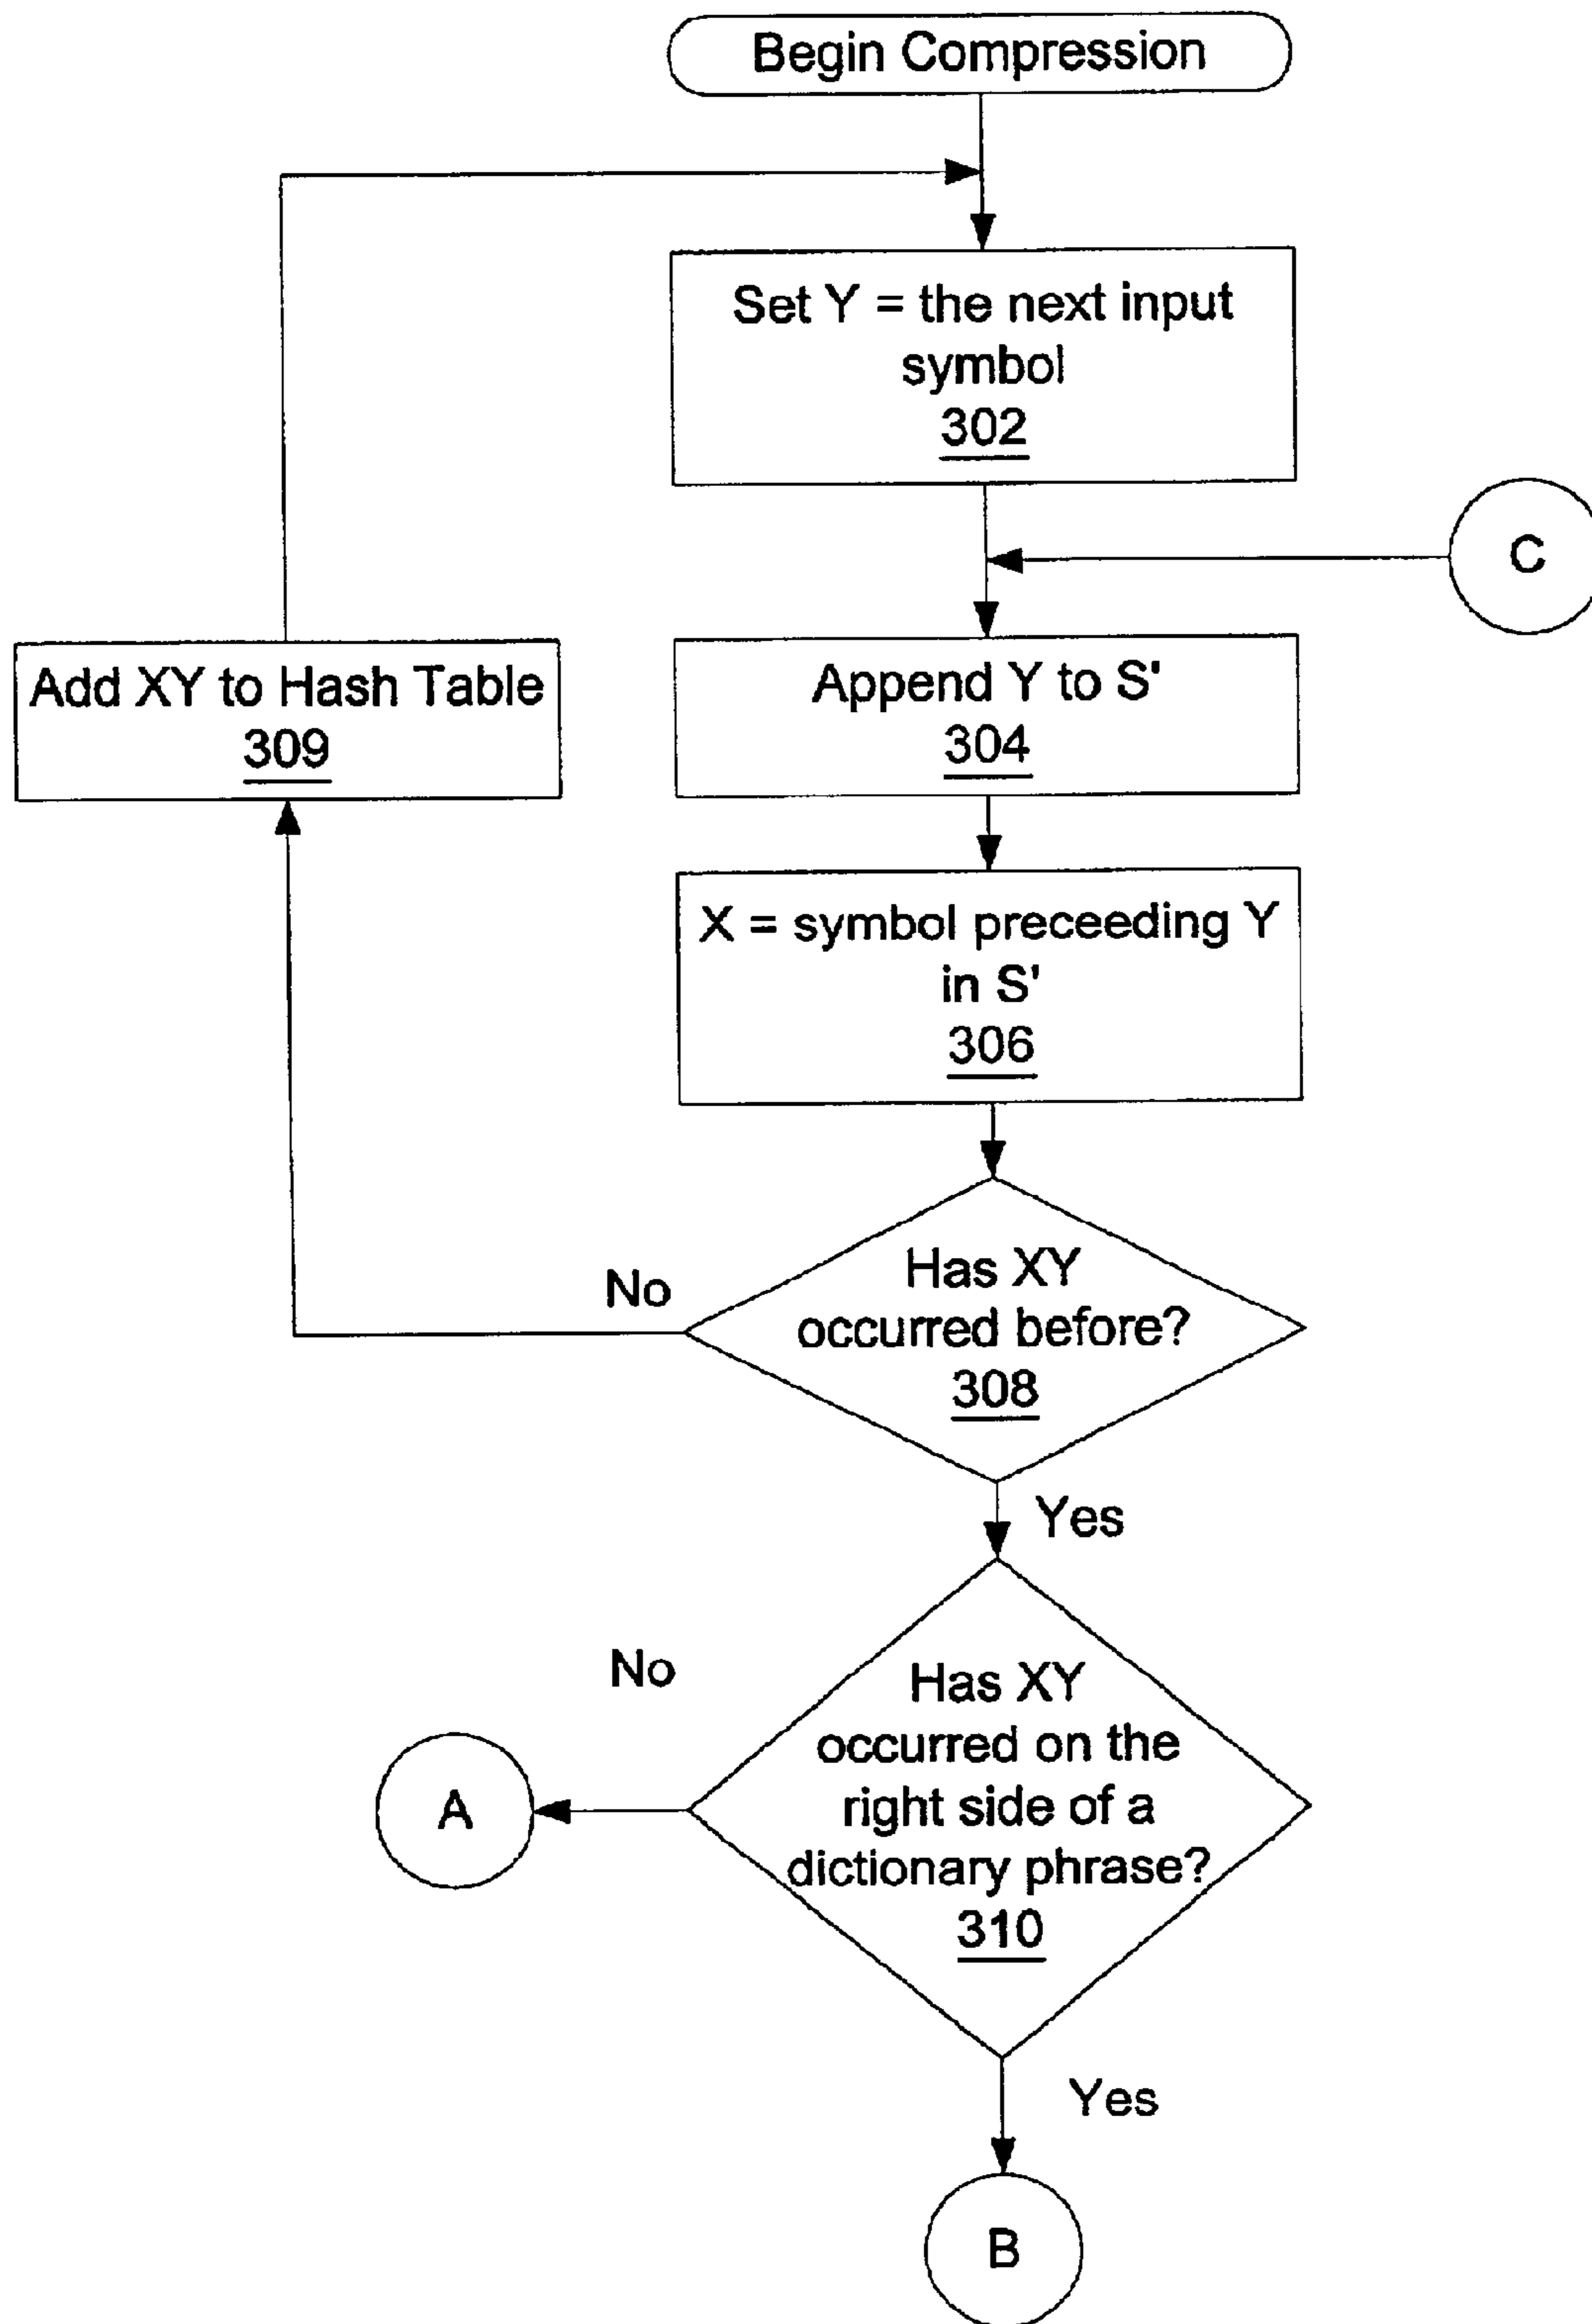 Begin Compression
Set Y = the next input
symbol
302
C
Add XY to Hash Table
309
Append Y to S'
304
X = symbol preceeding Y
in S'
306
No
Has XY
occurred before?
308
Yes
No
Has XY
occurred on the
right side of a
dictionary phrase?
310
A
Yes
B